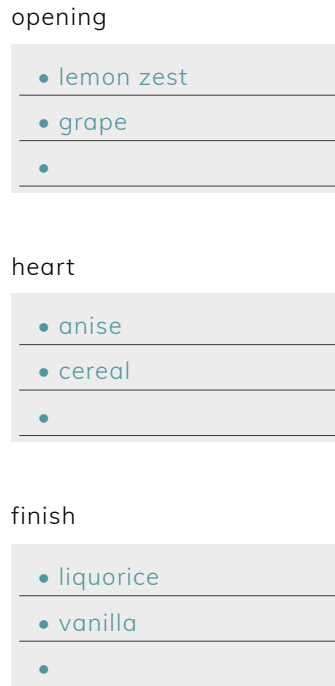 opening
• lemon zest
• grape
•
heart
• anise
• cereal
•
finish
• liquorice
• vanilla
•